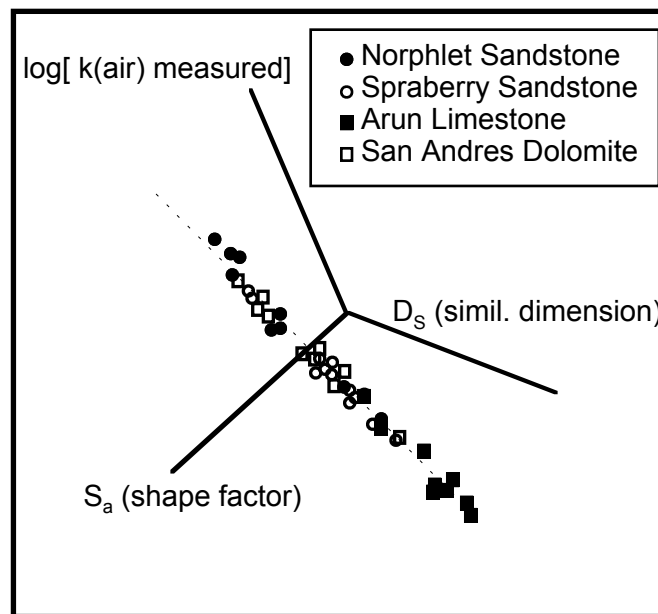 log[ k(air) measured]
Norphlet Sandstone
Spraberry Sandstone
Arun Limestone
San Andres Dolomite
D_S (simil. dimension)
S_a (shape factor)